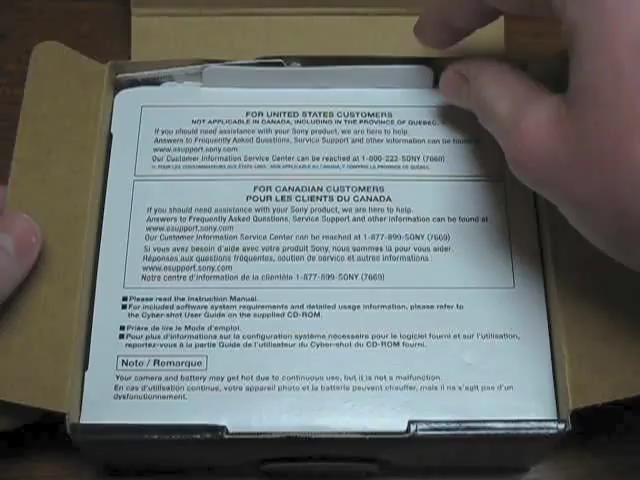 FOR UNITED STATES CUSTOMERS
NOT APPLICABLE IN CANADA, INCLUDING IN THE PROVINCE OF QUEBEC.
If you should need assistance with your Sony product, we are here to help.
Answers to Frequently Asked Questions, Service Support and other information can be found at
www.esupport.sony.com
Our Customer Information Service Center can be reached at 1-800-222-SONY (7669)
FOR CANADIAN CUSTOMERS
POUR LES CLIENTS DU CANADA
If you should need assistance with your Sony product, we are here to help.
Answers to Frequently Asked Questions, Service Support and other information can be found at
www.esupport.sony.com
Our Customer Information Service Center can be reached at 1-877-899-SONY (7669)
Si vous avez besoin d'aide avec votre produit Sony, nous sommes là pour vous aider.
Réponses aux questions fréquentes, soutien de service et autres informations :
www.esupport.sony.com
Notre centre d'information de la clientèle 1-877-899-SONY (7669)
■ Please read the Instruction Manual.
■ For included software system requirements and detailed usage information, please refer to
the Cyber-shot User Guide on the supplied CD-ROM.
■ Prière de lire le Mode d'emploi.
■ Pour plus d'informations sur la configuration système nécessaire pour le logiciel fourni et sur l'utilisation,
reportez-vous à la partie Guide de l'utilisateur du Cyber-shot du CD-ROM fourni.
Note / Remarque
Your camera and battery may get hot due to continuous use, but it is not a malfunction.
En cas d'utilisation continue, votre appareil photo et la batterie peuvent chauffer, mais il ne s'agit pas d'un
dysfonctionnement.